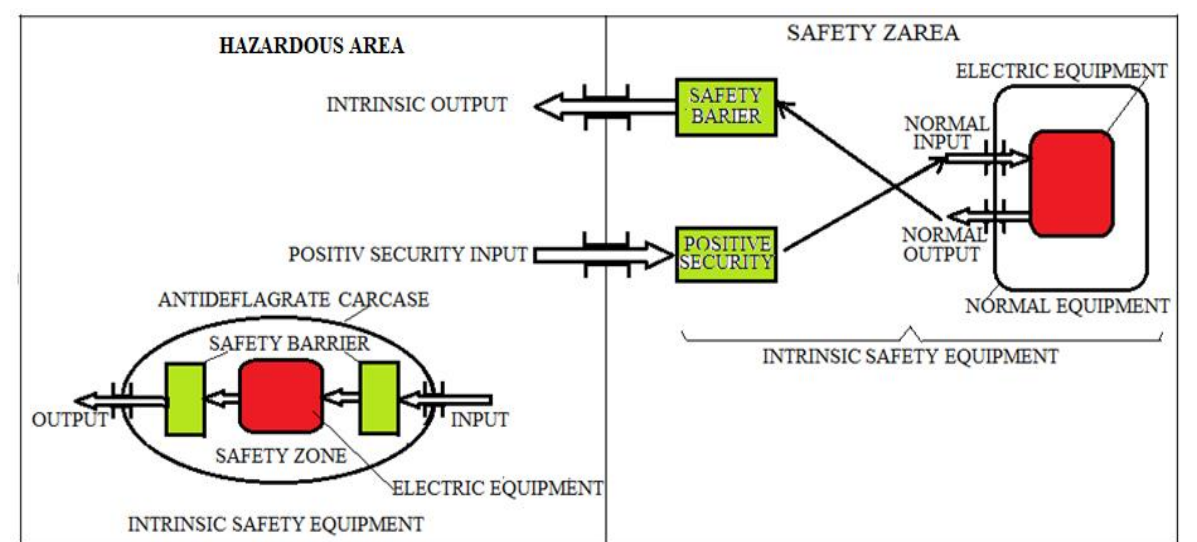 HAZARDOUS AREA
SAFETY ZAREA
INTRINSIC OUTPUT
SAFETY
BARIER
ELECTRIC EQUIPMENT
NORMAL
INPUT
POSITIV SECURITY INPUT
POSITIVE
SECURITY
NORMAL
OUTPUT
NORMAL EQUIPMENT
INTRINSIC SAFETY EQUIPMENT
ANTIDEFLAGRATE CARCASE
SAFETY BARRIER
OUTPUT
INPUT
SAFETY ZONE
ELECTRIC EQUIPMENT
INTRINSIC SAFETY EQUIPMENT